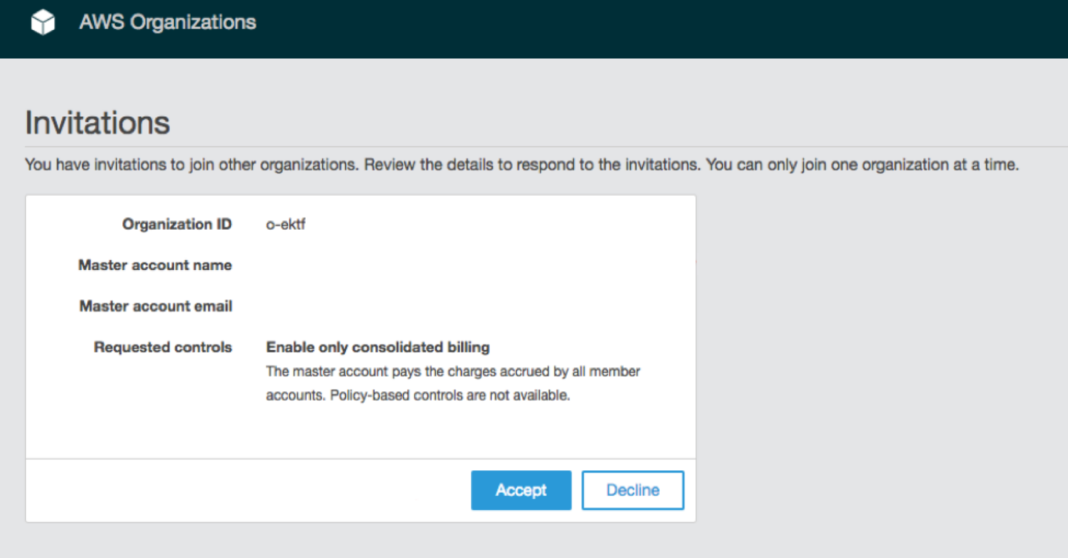 AWS Organizations
Invitations
You have invitations to join other organizations. Review the details to respond to the invitations. You can only join one organization at a time.
Organization ID o-ektf
Master account name
Master account email
Requested controls Enable only consolidated billing
The master account pays the charges accrued by all member
accounts. Policy-based controls are not available.
Accept Decline